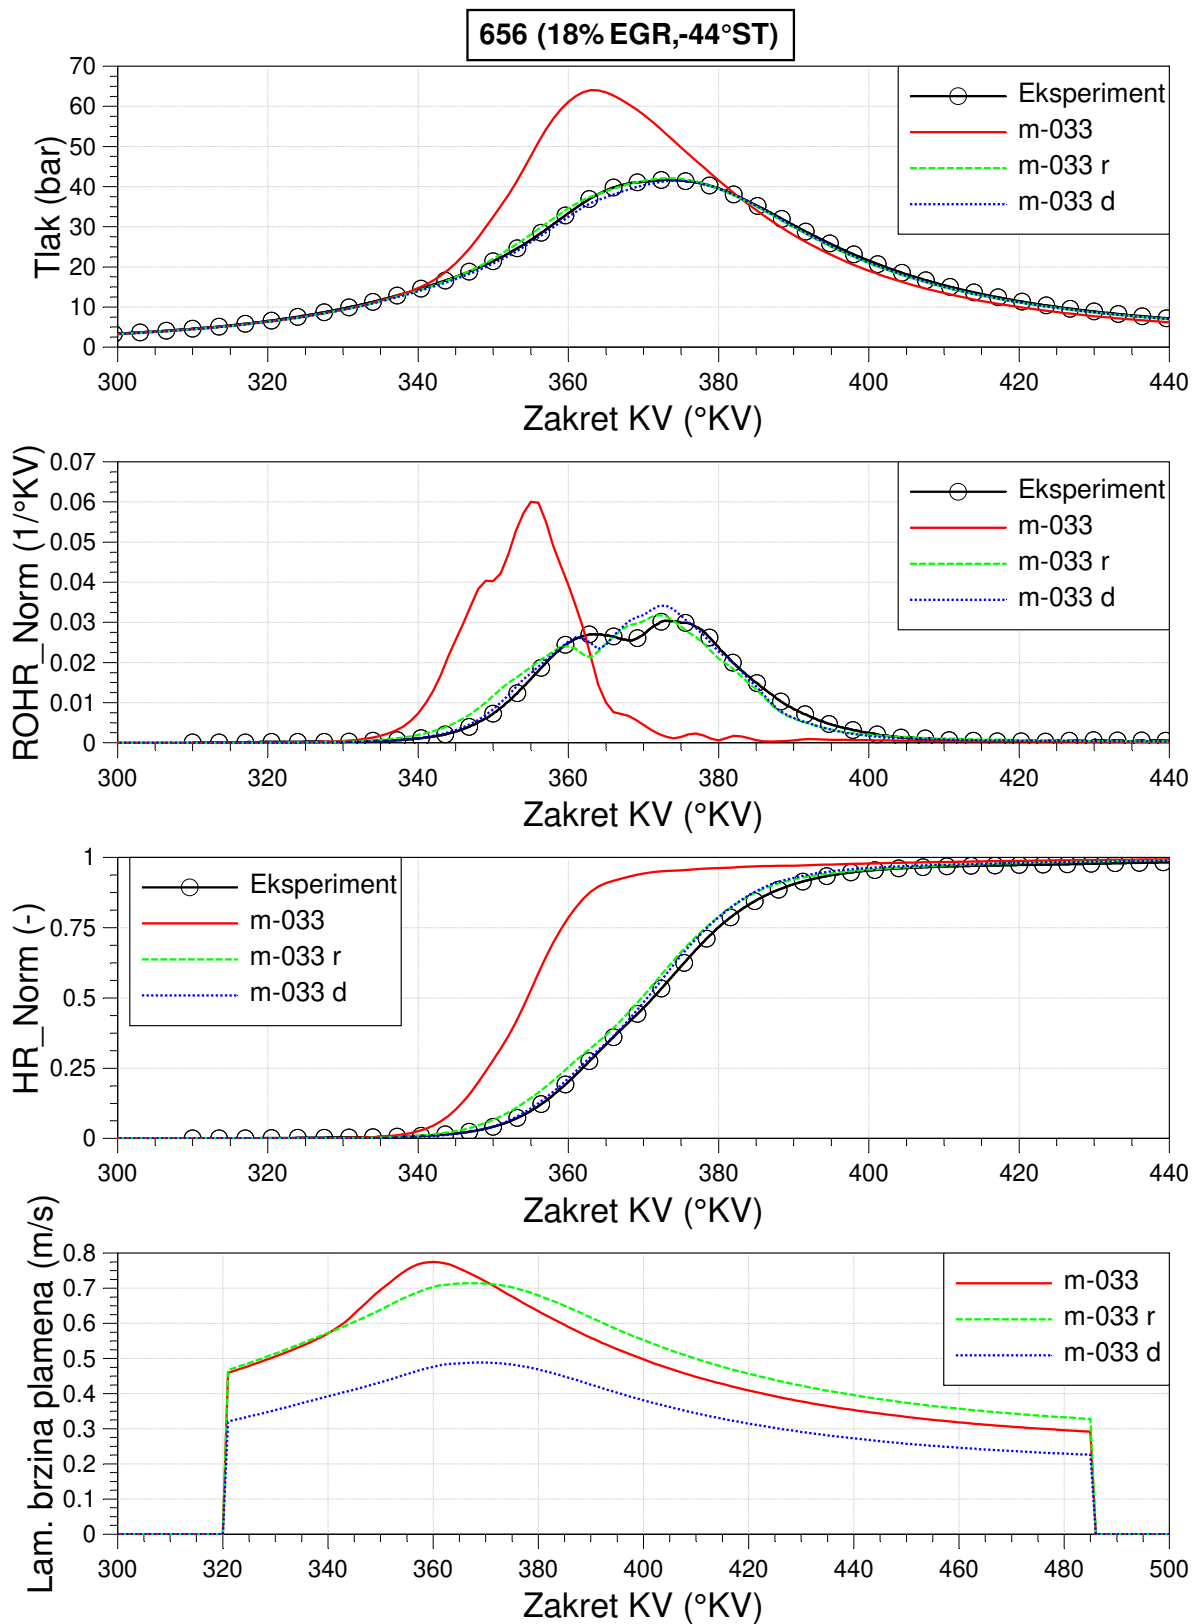 656 (18% EGR,-44°ST)
Tlak (bar)
70
60
50
40
30
20
10
0
Eksperiment
m-033
m-033 r
m-033 d
300 320 340 360 380 400 420 440
Zakret KV (°KV)
ROHR_Norm (1/°KV)
0.07
0.06
0.05
0.04
0.03
0.02
0.01
0
Eksperiment
m-033
m-033 r
m-033 d
300 320 340 360 380 400 420 440
Zakret KV (°KV)
HR_Norm (-)
1
0.75
0.5
0.25
0
Eksperiment
m-033
m-033 r
m-033 d
300 320 340 360 380 400 420 440
Zakret KV (°KV)
Lam. brzina plamena (m/s)
0.8
0.7
0.6
0.5
0.4
0.3
0.2
0.1
0
m-033
m-033 r
m-033 d
300 320 340 360 380 400 420 440 460 480 500
Zakret KV (°KV)